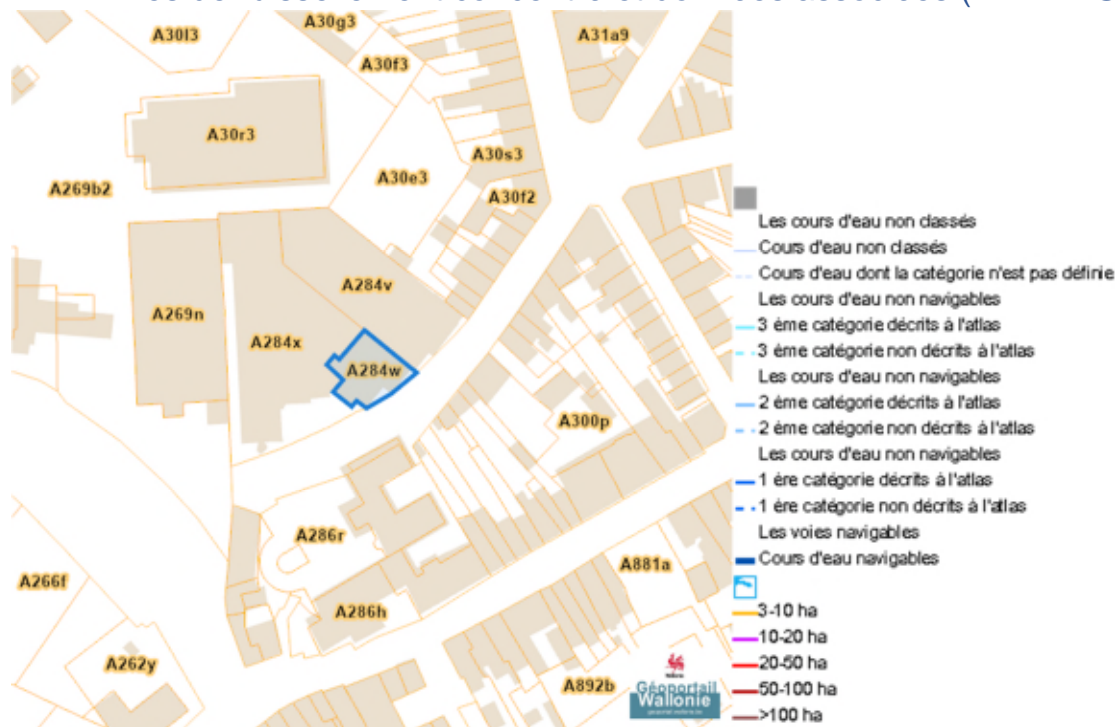 A30l3
A30g3
A31a9
A30f3
A30r3
A30s3
A30e3
A269b2
A30f2
A284v
A269n
A284x
A284w
A300p
A286r
A881a
A266f
A286h
A262y
A892b
Les cours d'eau non classés
Cours d'eau non classés
Cours d'eau dont la catégorie n'est pas définie
Les cours d'eau non navigables
3 ème catégorie décrits à l'atlas
3 ème catégorie non décrits à l'atlas
Les cours d'eau non navigables
2 ème catégorie décrits à l'atlas
2 ème catégorie non décrits à l'atlas
Les cours d'eau non navigables
1 ère catégorie décrits à l'atlas
1 ère catégorie non décrits à l'atlas
Les voies navigables
Cours d'eau navigables
3-10 ha
10-20 ha
20-50 ha
50-100 ha
>100 ha
Géoportail
Wallonie